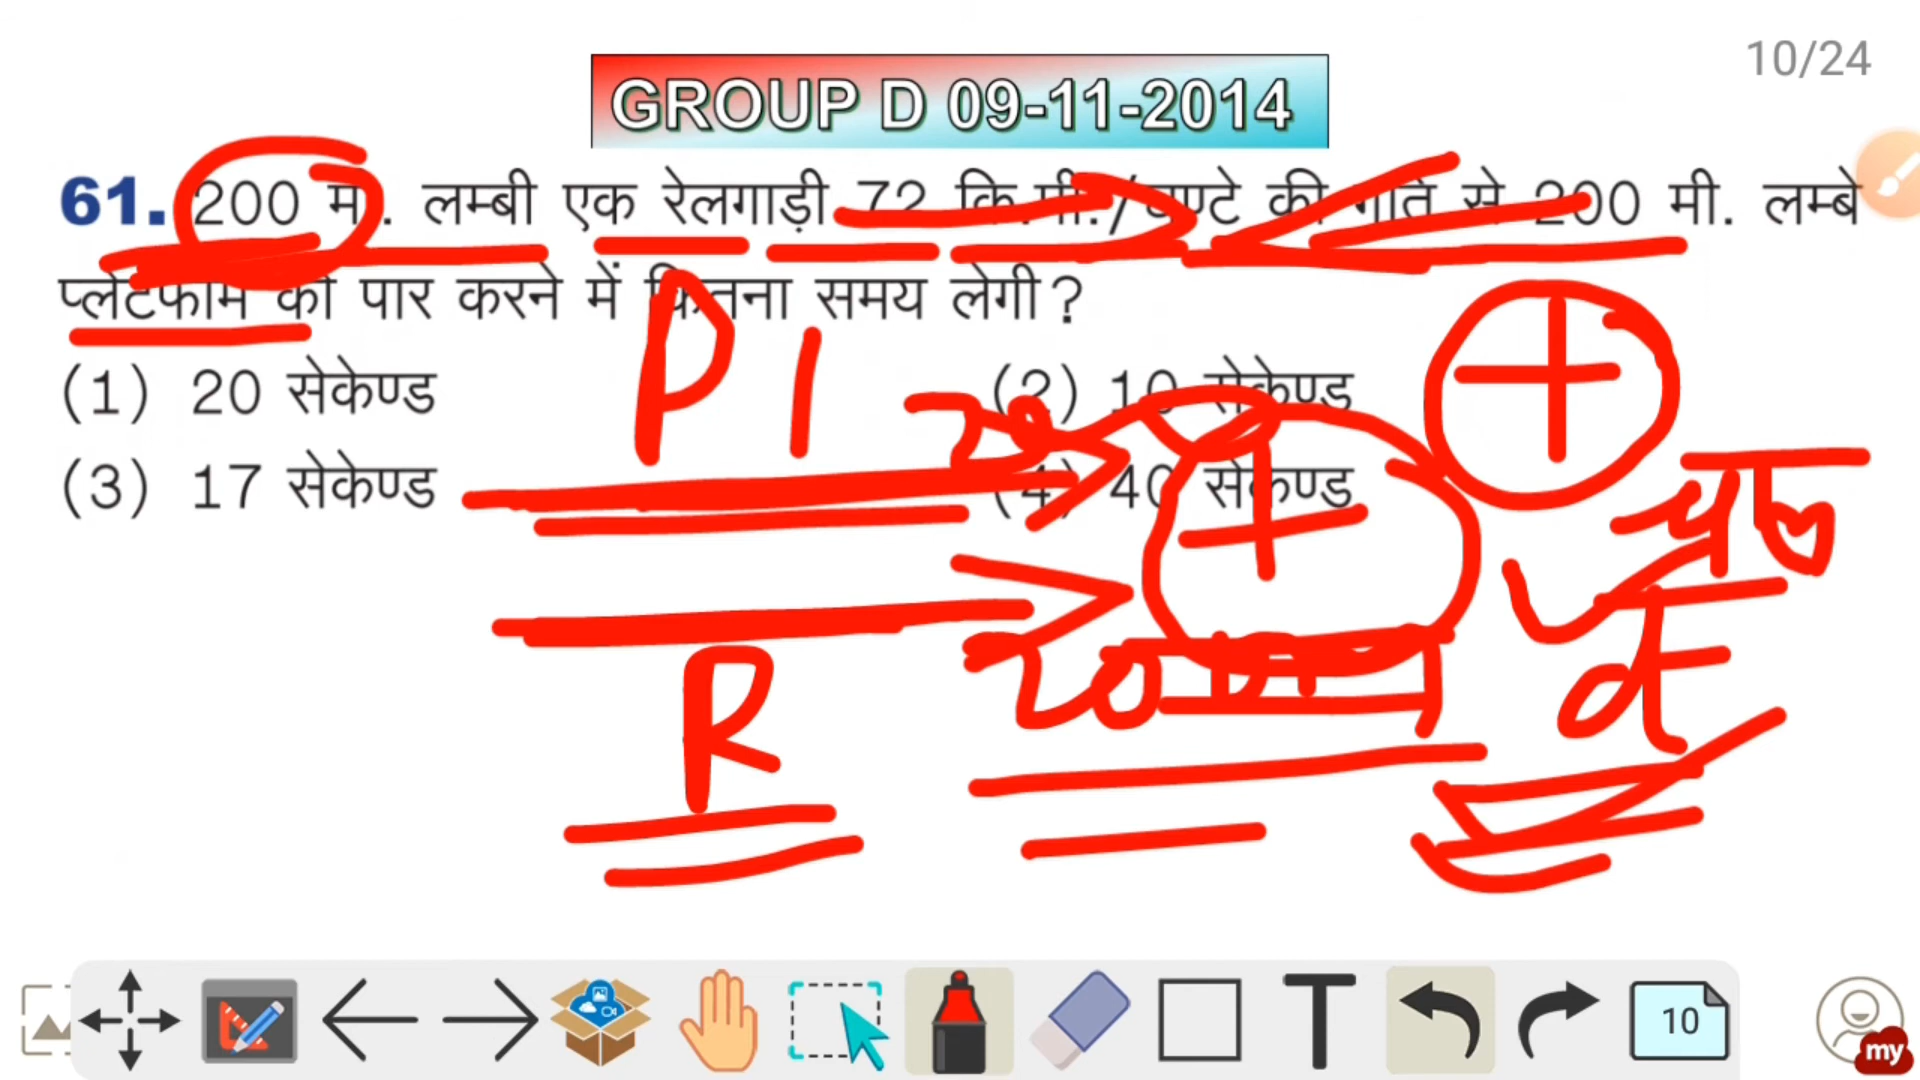 10/24
GROUP D 09-11-2014
61. 200 मी. लम्बी एक रेलगाड़ी 72 कि.मी./घण्टे की गति से 200 मी. लम्बे
प्लेटफार्म को पार करने में कितना समय लेगी?
(1) 20 सेकेण्ड (2) 10 सेकेण्ड
(3) 17 सेकेण्ड (4) 40 सेकेण्ड
Pl
+
+
R
T
10
my